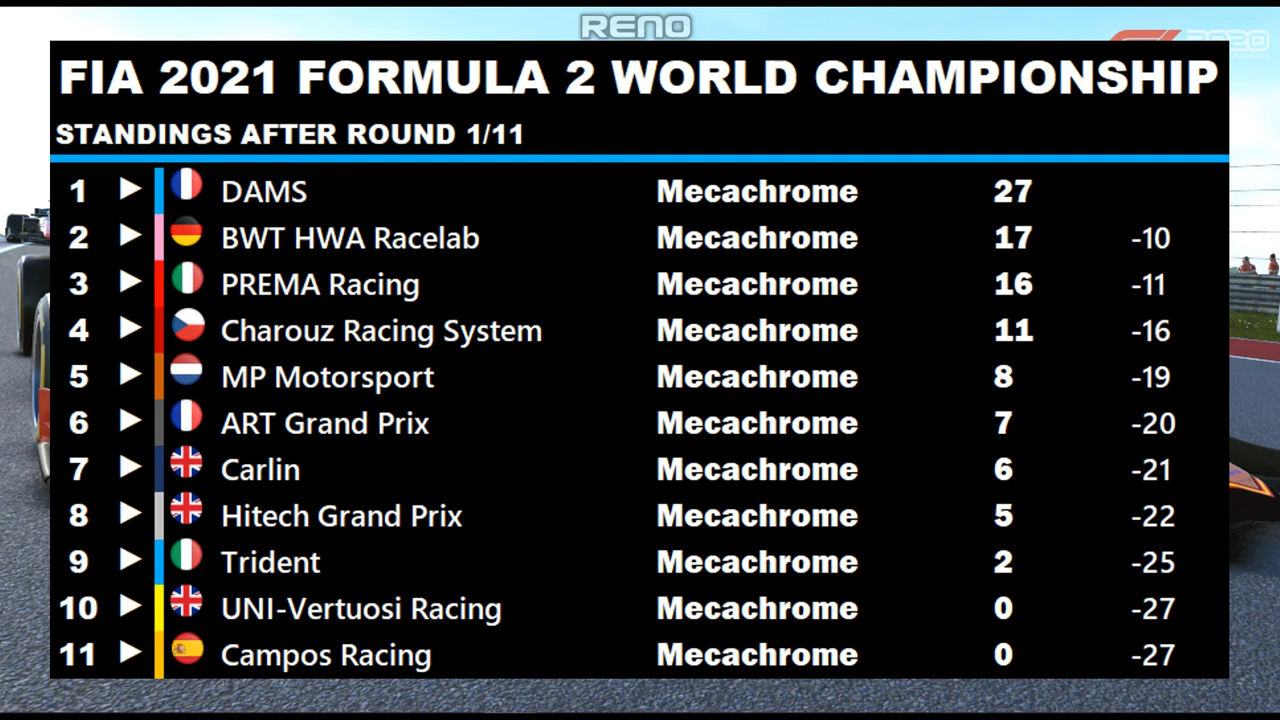 RENO
F1 2020
FIA 2021 FORMULA 2 WORLD CHAMPIONSHIP
STANDINGS AFTER ROUND 1/11
1 ▶ DAMS Mecachrome 27
2 ▶ BWT HWA Racelab Mecachrome 17 -10
3 ▶ PREMA Racing Mecachrome 16 -11
4 ▶ Charouz Racing System Mecachrome 11 -16
5 ▶ MP Motorsport Mecachrome 8 -19
6 ▶ ART Grand Prix Mecachrome 7 -20
7 ▶ Carlin Mecachrome 6 -21
8 ▶ Hitech Grand Prix Mecachrome 5 -22
9 ▶ Trident Mecachrome 2 -25
10 ▶ UNI-Vertuosi Racing Mecachrome 0 -27
11 ▶ Campos Racing Mecachrome 0 -27